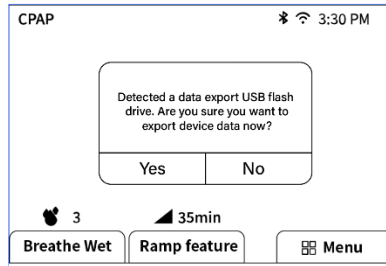 CPAP 3:30 PM
Detected a data export USB flash
drive. Are you sure you want to
export device data now?
Yes No
3 35min
Breathe Wet Ramp feature Menu